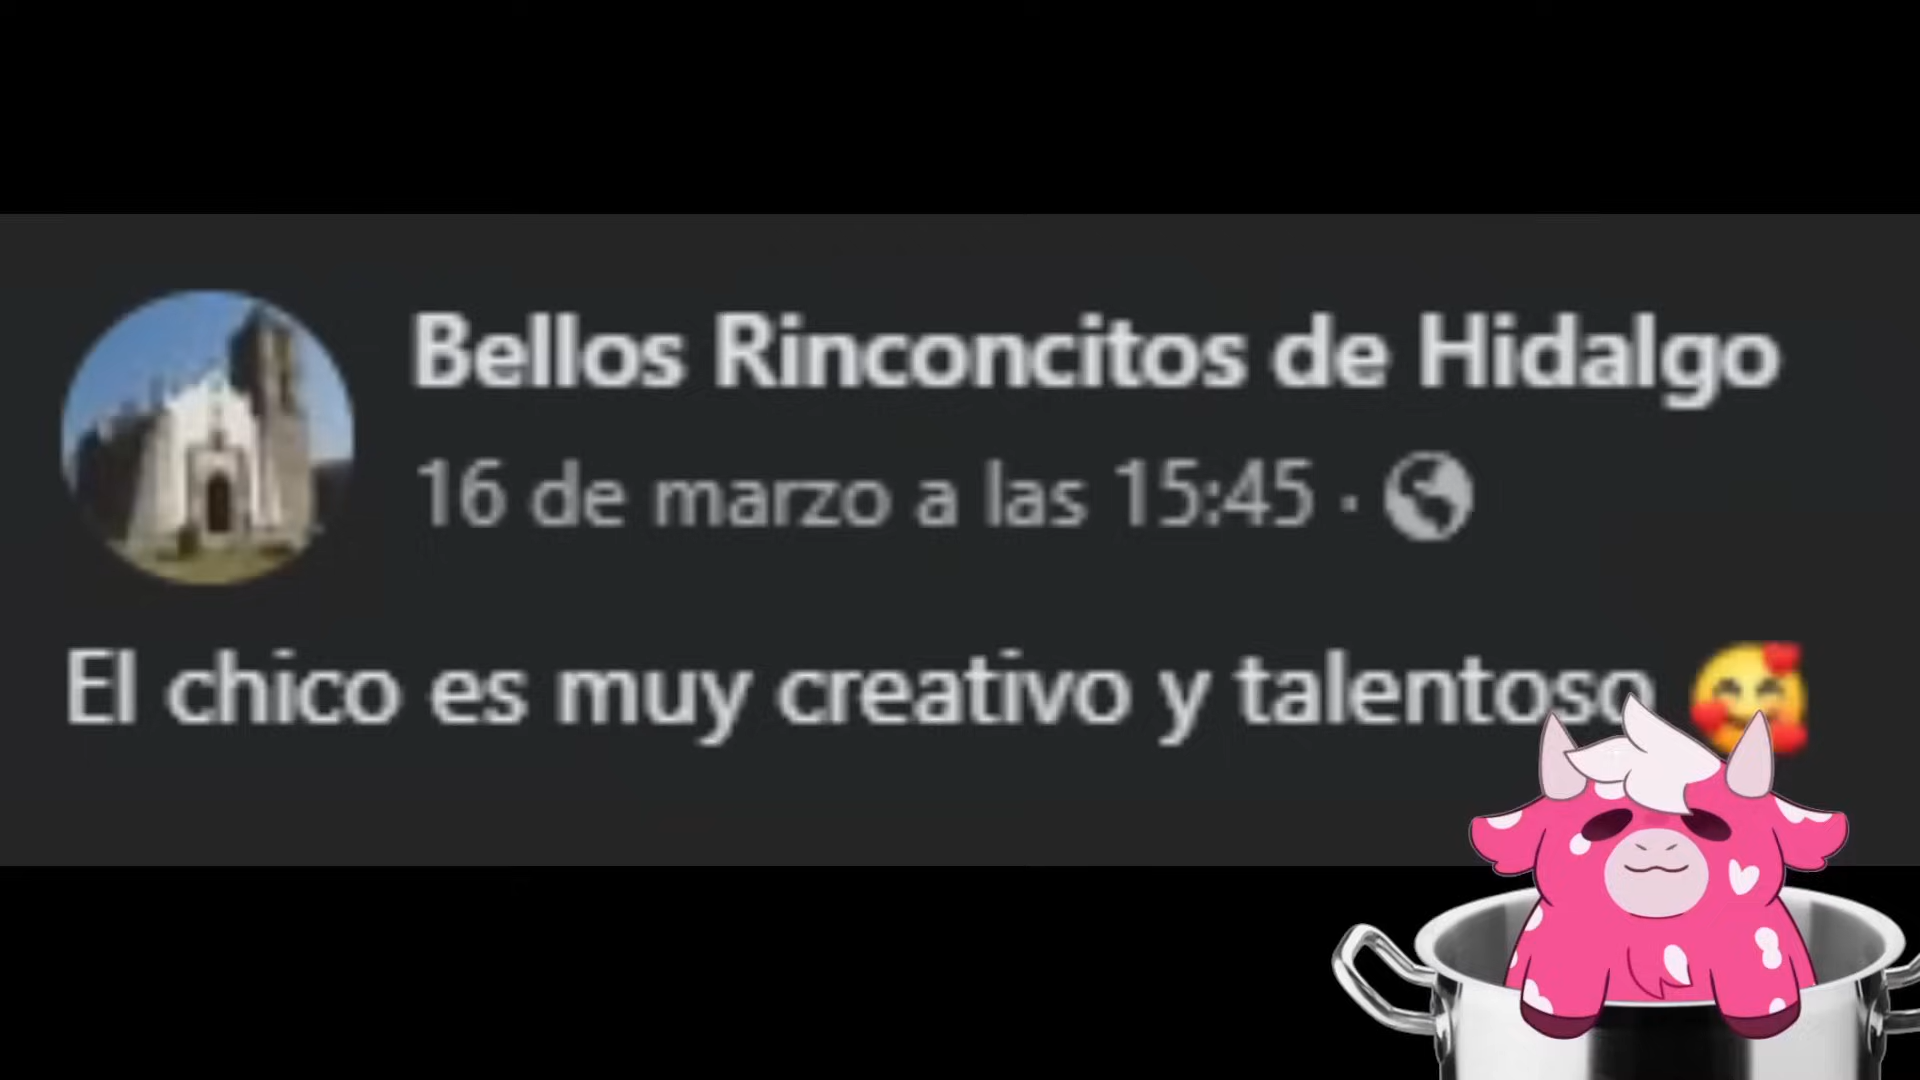 Bellos Rinconcitos de Hidalgo
16 de marzo a las 15:45 ·
El chico es muy creativo y talentoso 🥰